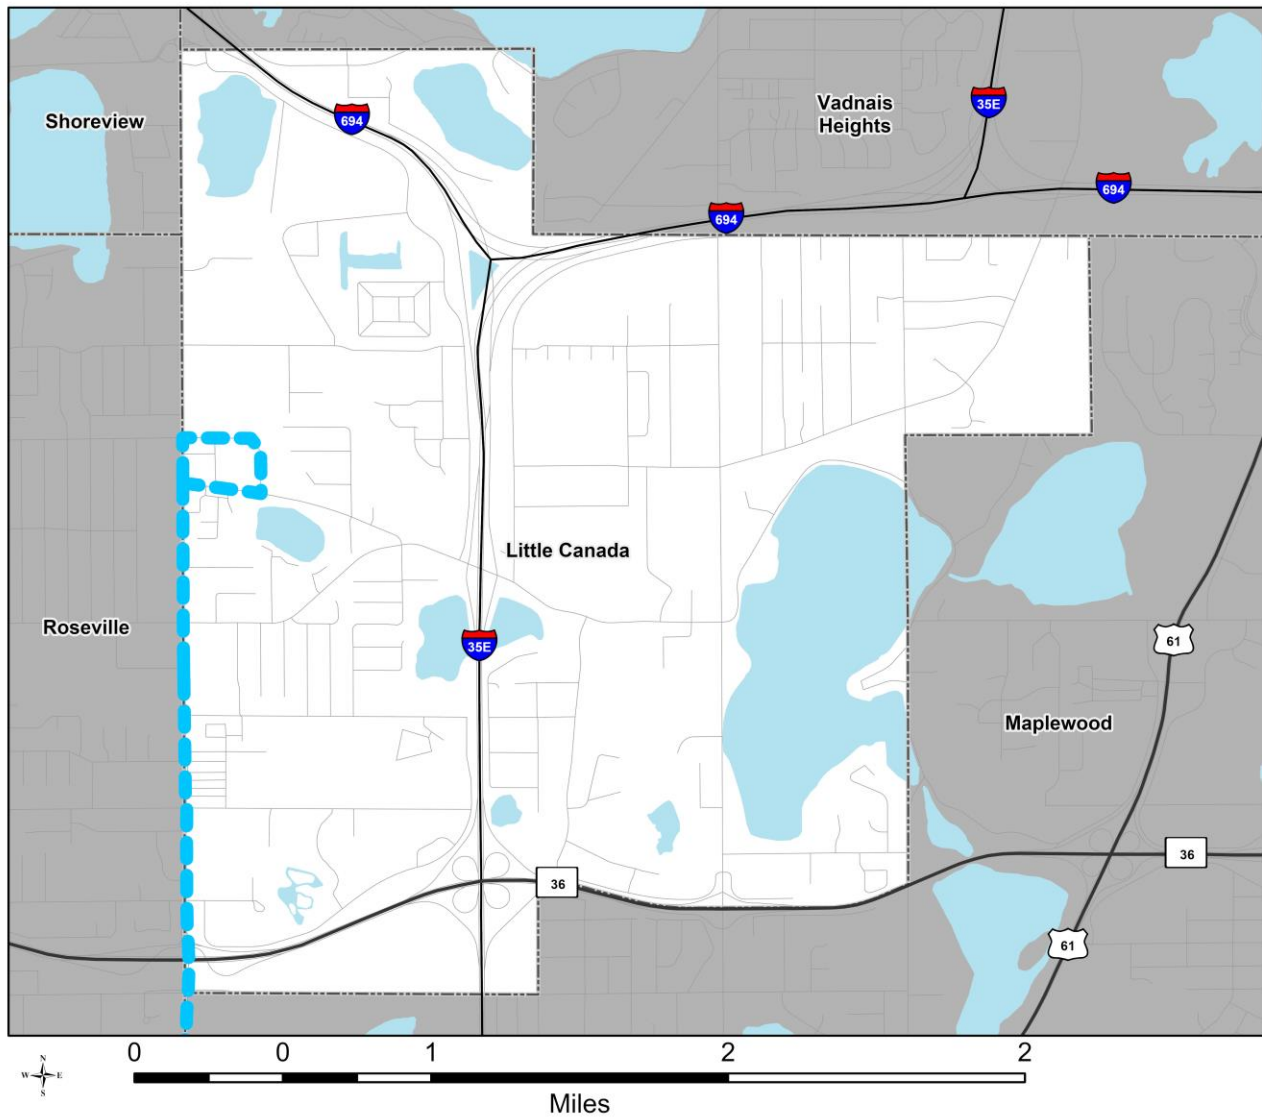 Shoreview
694
Vadnais
Heights
35E
694
694
Little Canada
Roseville
35E
61
Maplewood
36
36
61
N
W E
S
0 0 1 2 2
Miles